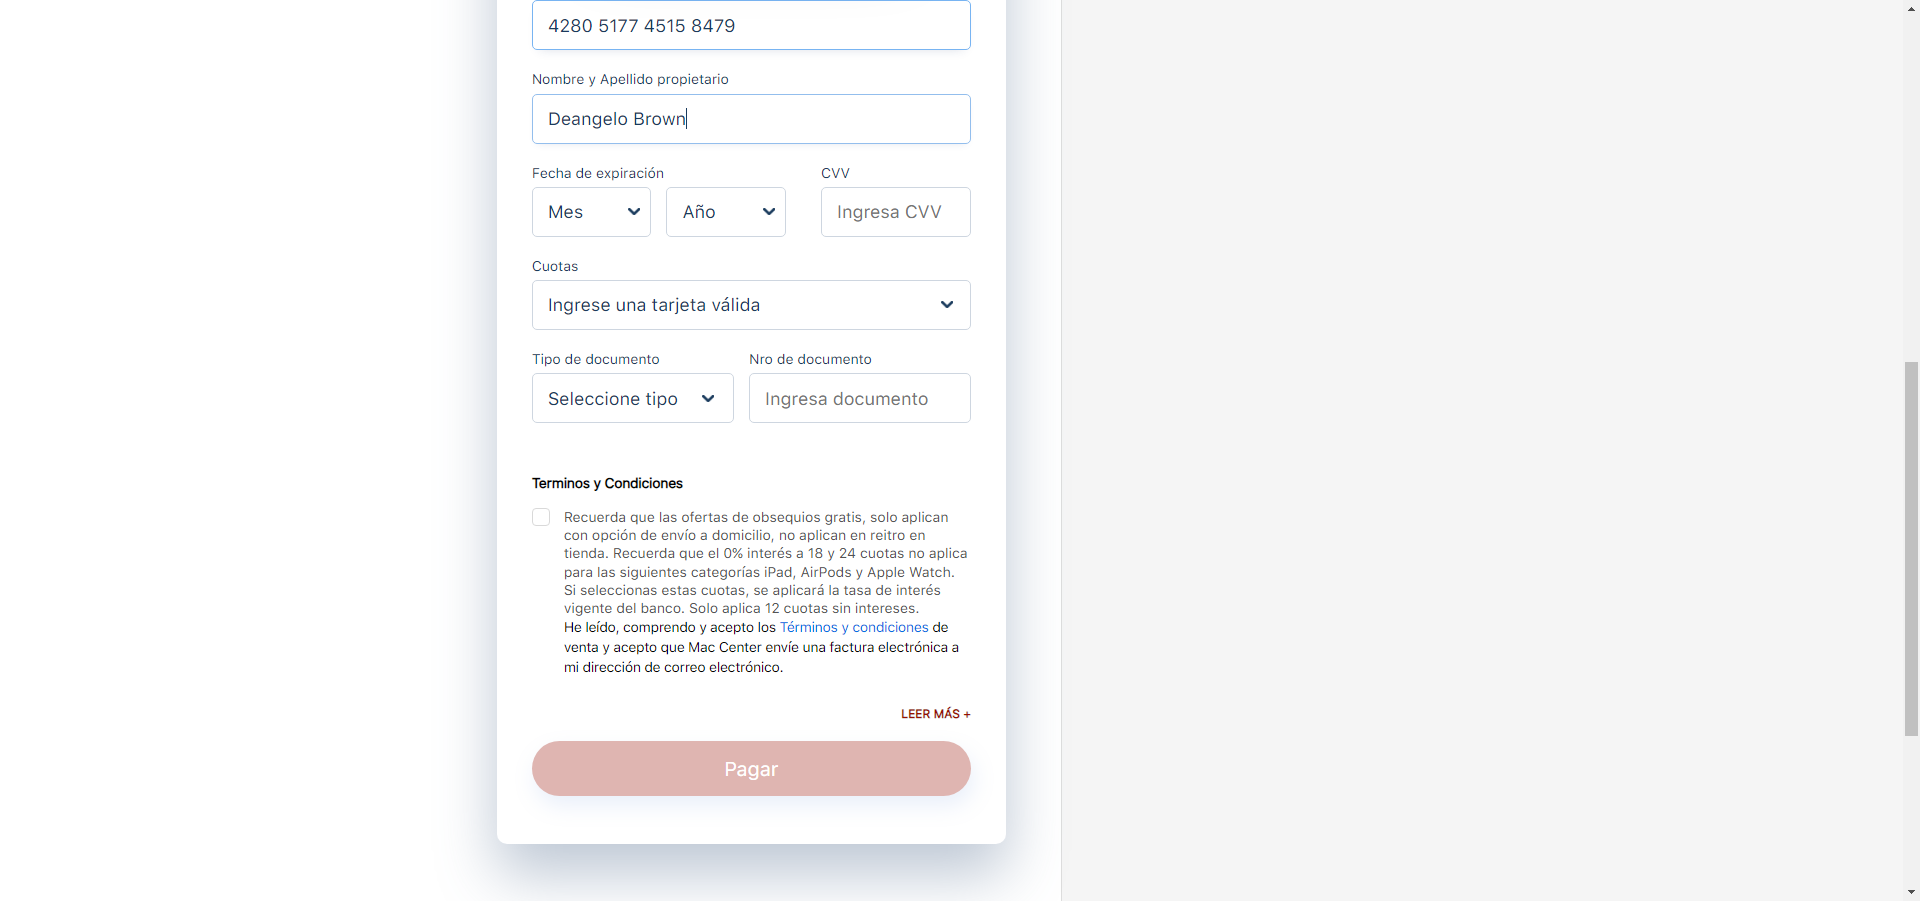 4280 5177 4515 8479
Nombre y Apellido propietario
Deangelo Brown
Fecha de expiración
CVV
Mes
Año
Ingresa CVV
Cuotas
Ingrese una tarjeta válida
Tipo de documento
Nro de documento
Seleccione tipo
Ingresa documento
Terminos y Condiciones
Recuerda que las ofertas de obsequios gratis, solo aplican
con opción de envío a domicilio, no aplican en reitro en
tienda. Recuerda que el 0% interés a 18 y 24 cuotas no aplica
para las siguientes categorías iPad, AirPods y Apple Watch.
Si seleccionas estas cuotas, se aplicará la tasa de interés
vigente del banco. Solo aplica 12 cuotas sin intereses.
He leído, comprendo y acepto los Términos y condiciones de
venta y acepto que Mac Center envíe una factura electrónica a
mi dirección de correo electrónico.
LEER MÁS +
Pagar